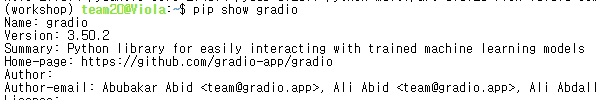 (workshop) team20@Viola:~$ pip show gradio
Name: gradio
Version: 3.50.2
Summary: Python library for easily interacting with trained machine learning models
Home-page: https://github.com/gradio-app/gradio
Author:
Author-email: Abubakar Abid <team@gradio.app>, Ali Abid <team@gradio.app>, Ali Abdall
License: